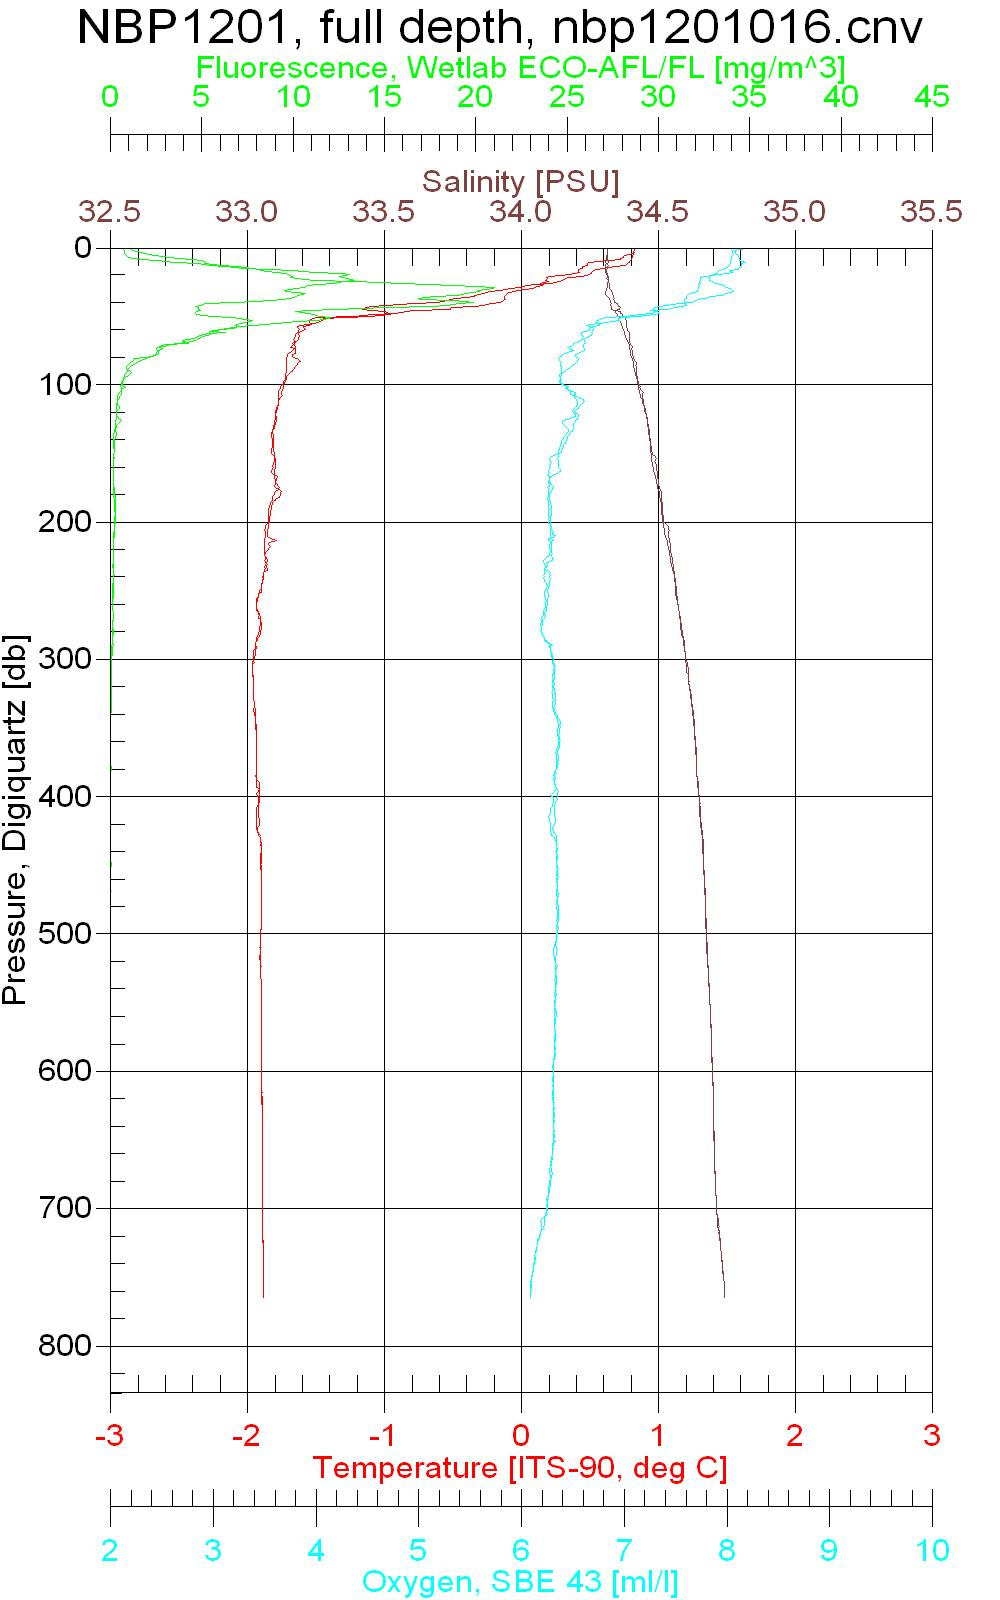 NBP1201, full depth, nbp1201016.cnv
Fluorescence, Wetlab ECO-AFL/FL [mg/m^3]
0 5 10 15 20 25 30 35 40 45
Salinity [PSU]
32.5 33.0 33.5 34.0 34.5 35.0 35.5
0
100
200
300
400
500
600
700
800
Pressure, Digiquartz [db]
-3 -2 -1 0 1 2 3
Temperature [ITS-90, deg C]
2 3 4 5 6 7 8 9 10
Oxygen, SBE 43 [ml/l]